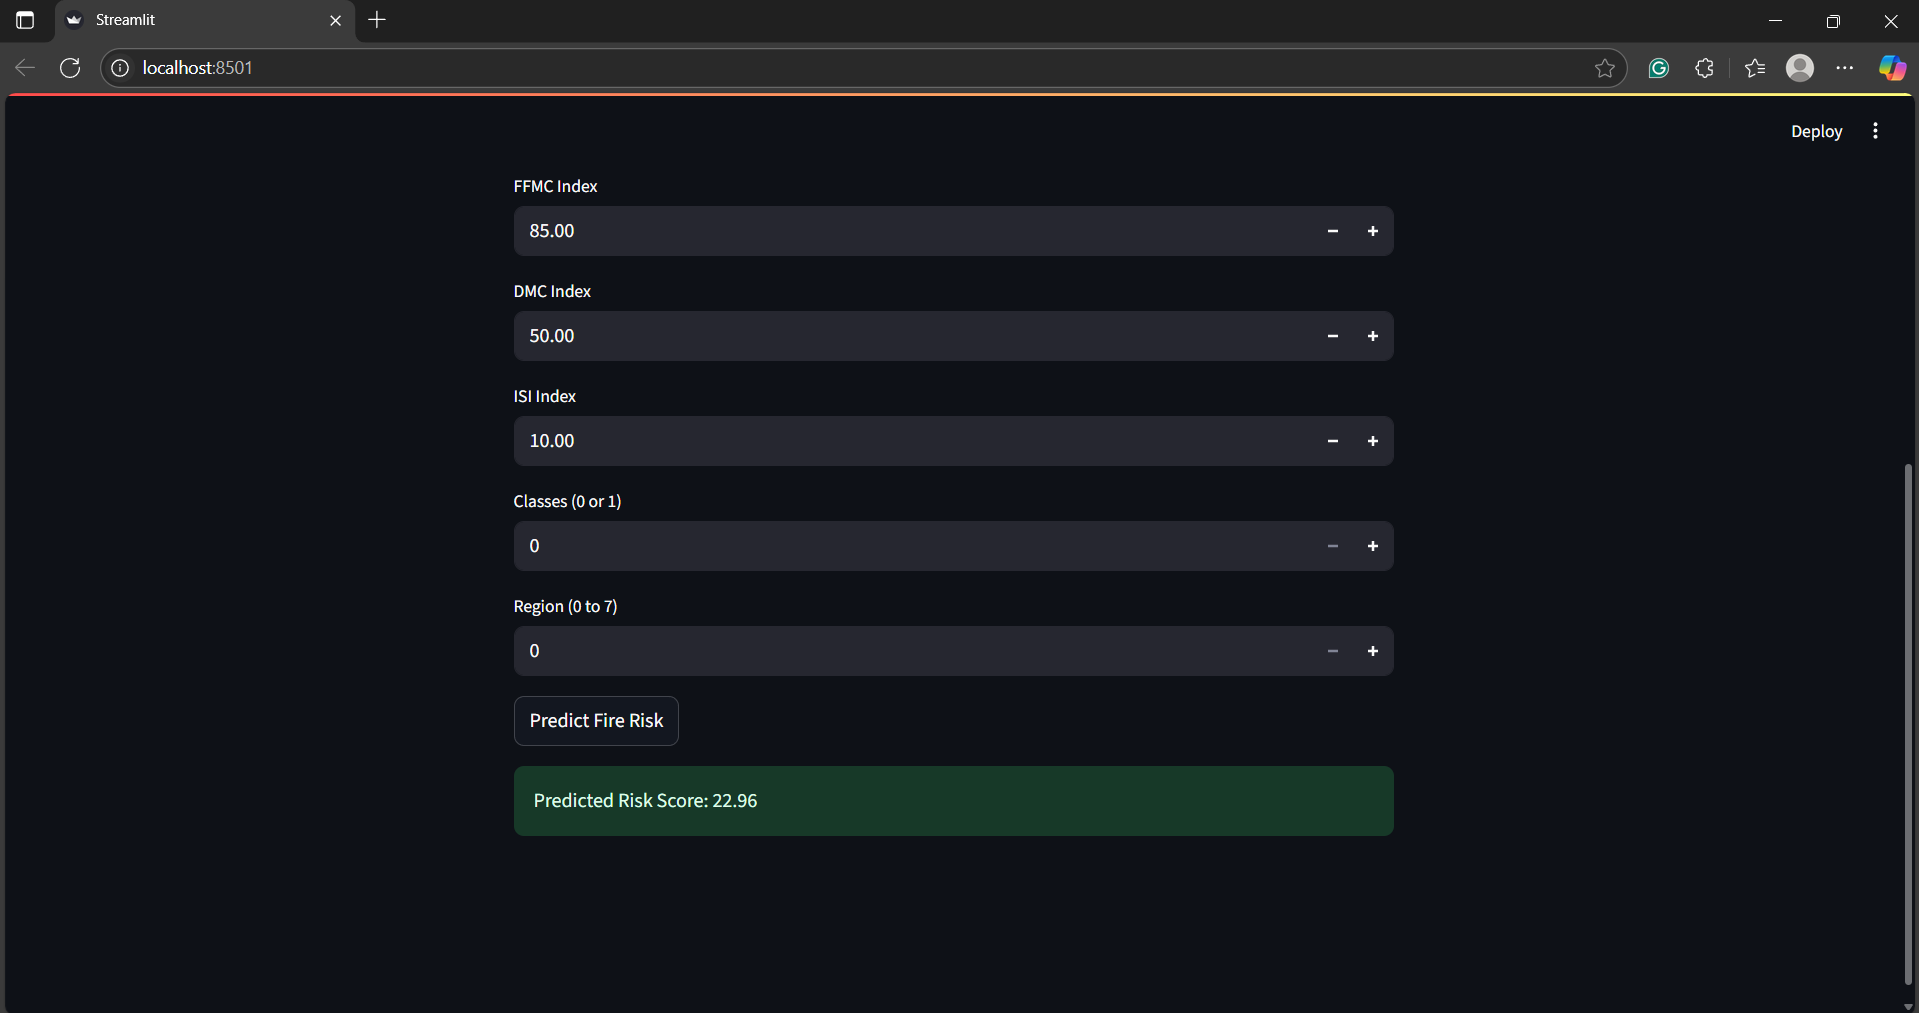 Streamlit
localhost:8501
Deploy
FFMC Index
85.00
DMC Index
50.00
ISI Index
10.00
Classes (0 or 1)
0
Region (0 to 7)
0
Predict Fire Risk
Predicted Risk Score: 22.96